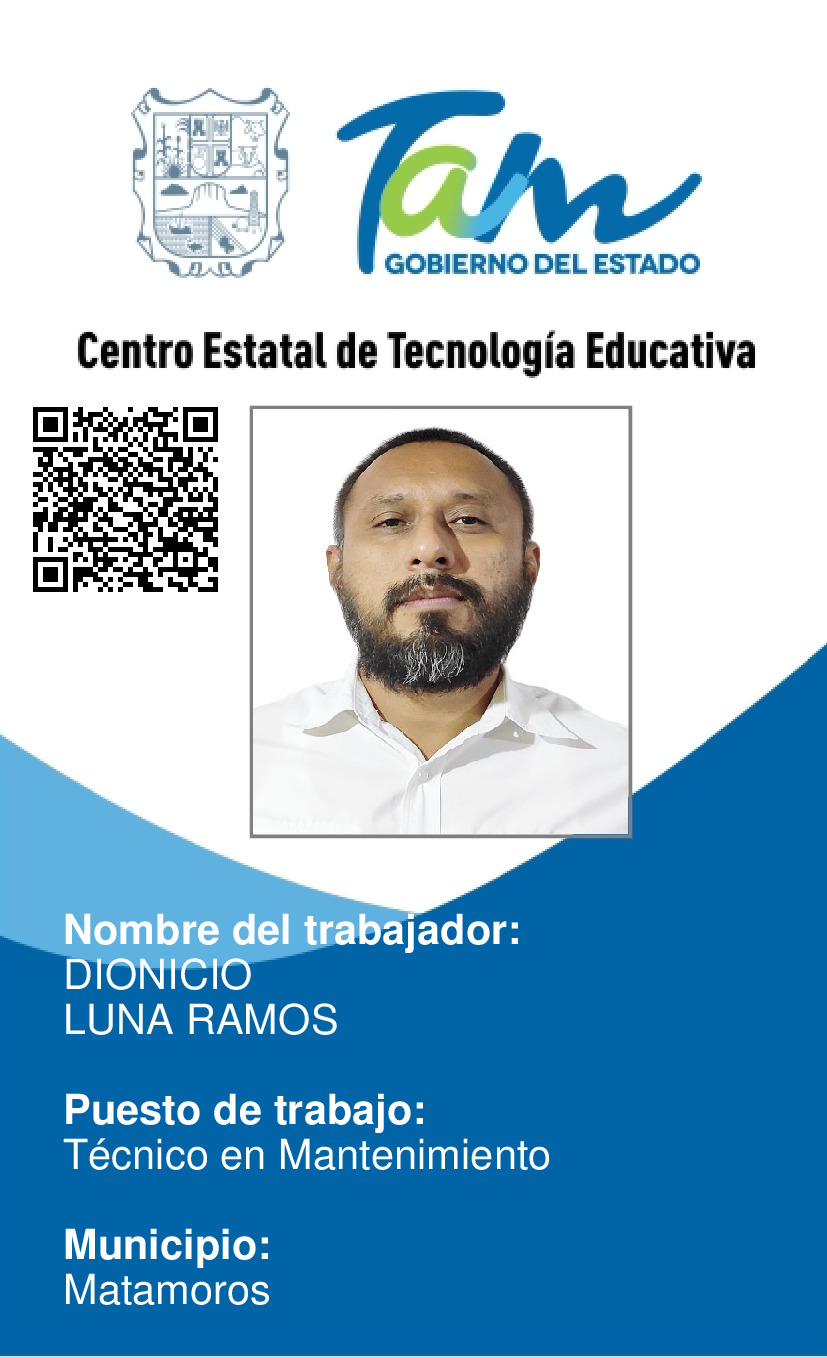 Tam
GOBIERNO DEL ESTADO
Centro Estatal de Tecnología Educativa
Nombre del trabajador:
DIONICIO
LUNA RAMOS
Puesto de trabajo:
Técnico en Mantenimiento
Municipio:
Matamoros